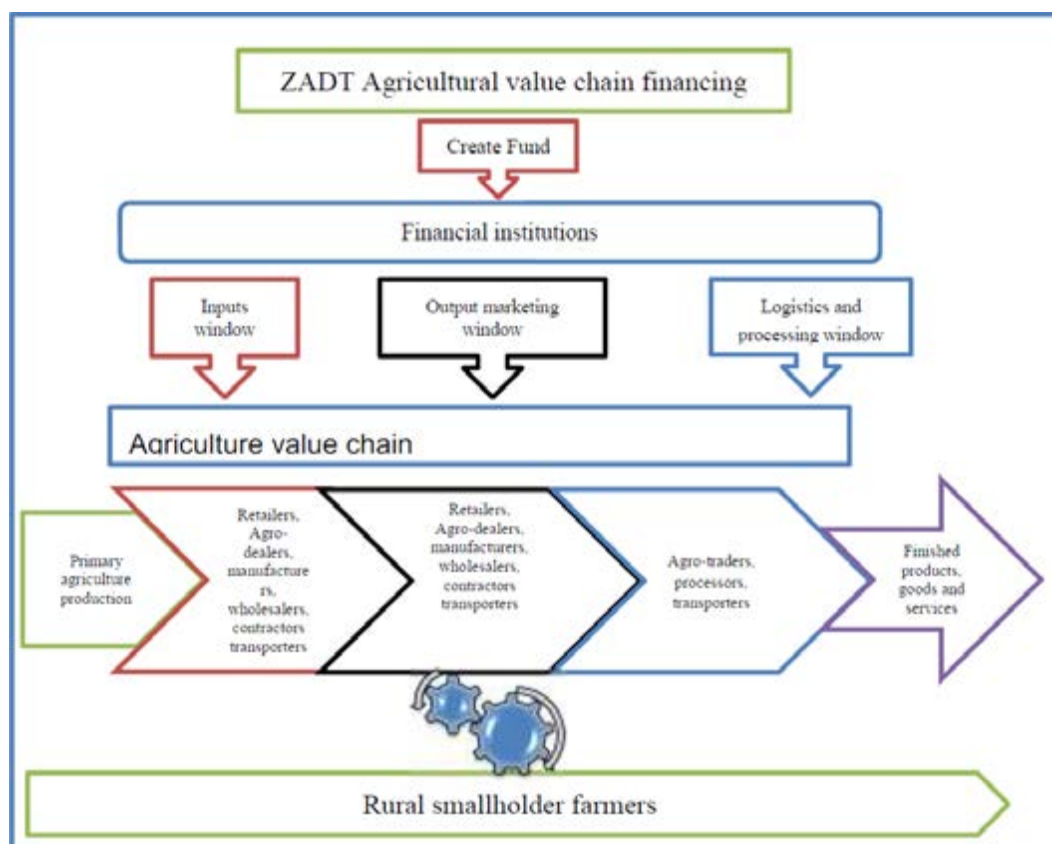 ZADT Agricultural value chain financing
Create Fund
Financial institutions
Inputs
window
Output marketing
window
Logistics and
processing window
Agriculture value chain
Primary
agriculture
production
Retailers,
Agro-
dealers,
manufacture
rs,
wholesalers,
contractors
transporters
Retailers,
Agro-dealers,
manufacturers,
wholesalers,
contractors
transporters
Agro-traders,
processors,
transporters
Finished
products,
goods and
services
Rural smallholder farmers